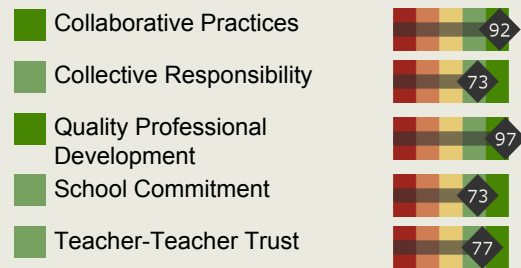 Collaborative Practices 92
Collective Responsibility 73
Quality Professional 97
Development
School Commitment 73
Teacher-Teacher Trust 77